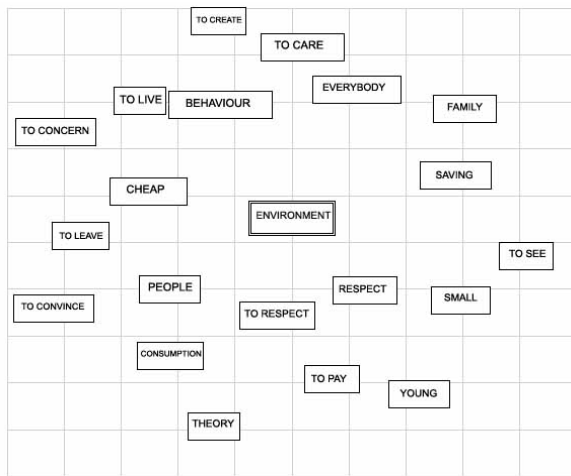 TO CREATE
TO CARE
EVERYBODY
TO LIVE
BEHAVIOUR
FAMILY
TO CONCERN
SAVING
CHEAP
ENVIRONMENT
TO LEAVE
TO SEE
PEOPLE
RESPECT
SMALL
TO CONVINCE
TO RESPECT
CONSUMPTION
TO PAY
YOUNG
THEORY